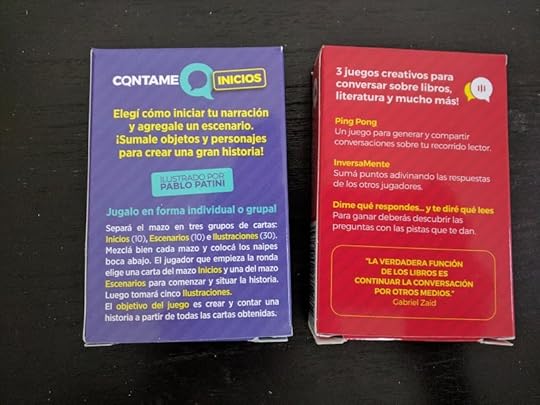 CONTAME
INICIOS
Elegí cómo iniciar tu narración
y agregale un escenario.
¡Sumale objetos y personajes
para crear una gran historia!
ILUSTRADO POR
PABLO PATINI
Jugalo en forma individual o grupal
Separá el mazo en tres grupos de cartas:
Inicios (10), Escenarios (10) e Ilustraciones (30).
Mezclá bien cada mazo y colocá los naipes
boca abajo. El jugador que empieza la ronda
elige una carta del mazo Inicios y una del mazo
Escenarios para comenzar y situar la historia.
Luego tomará cinco Ilustraciones.
El objetivo del juego es crear y contar una
historia a partir de todas las cartas obtenidas.
3 juegos creativos para
conversar sobre libros,
literatura y mucho más!
Ping Pong
Un juego para generar y compartir
conversaciones sobre tu recorrido lector.
InversaMente
Sumá puntos adivinando las respuestas
de los otros jugadores.
Dime qué respondes... y te diré qué lees
Para ganar deberás descubrir las
preguntas con las pistas que te dan.
"LA VERDADERA FUNCIÓN
DE LOS LIBROS ES
CONTINUAR LA CONVERSACIÓN
POR OTROS MEDIOS."
Gabriel Zaid